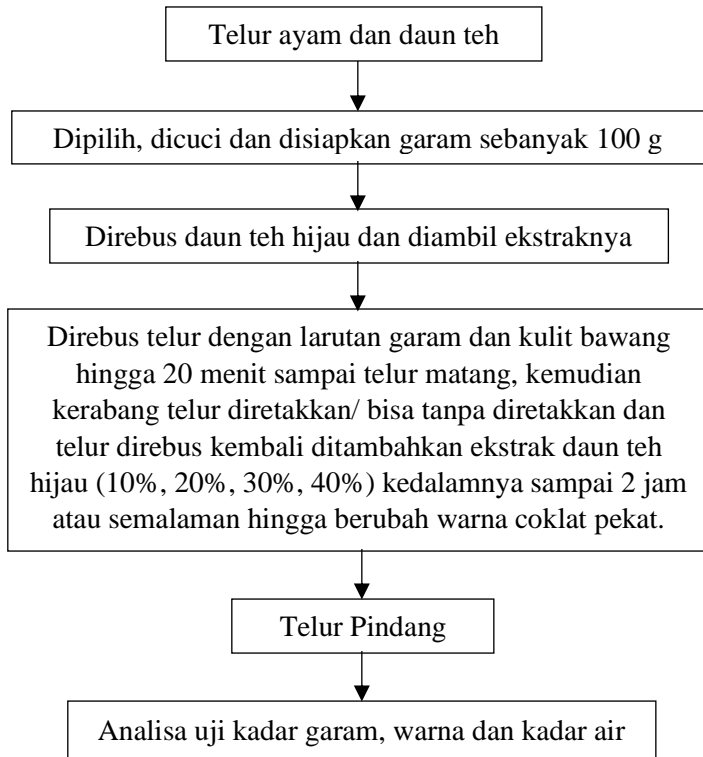 Telur ayam dan daun teh
Dipilih, dicuci dan disiapkan garam sebanyak 100 g
Direbus daun teh hijau dan diambil ekstraknya
Direbus telur dengan larutan garam dan kulit bawang
hingga 20 menit sampai telur matang, kemudian
kerabang telur diretakkan/ bisa tanpa diretakkan dan
telur direbus kembali ditambahkan ekstrak daun teh
hijau (10%, 20%, 30%, 40%) kedalamnya sampai 2 jam
atau semalaman hingga berubah warna coklat pekat.
Telur Pindang
Analisa uji kadar garam, warna dan kadar air